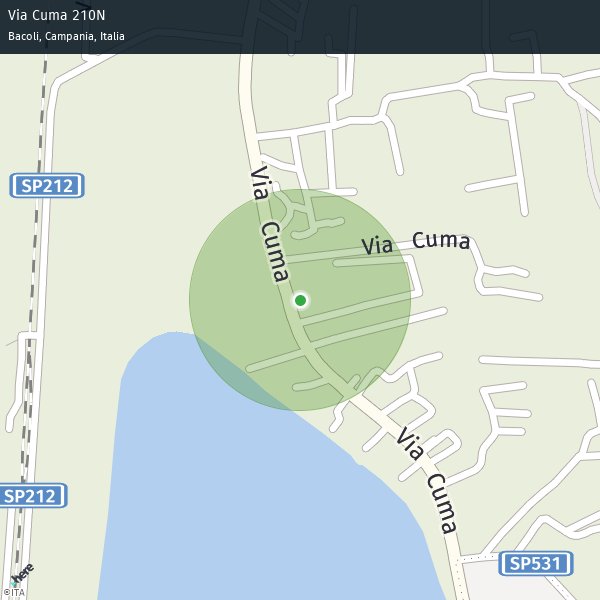 Via Cuma 210N
Bacoli, Campania, Italia
SP212
Via Cuma
Via Cuma
Via Cuma
SP212
SP531
here
©ITA